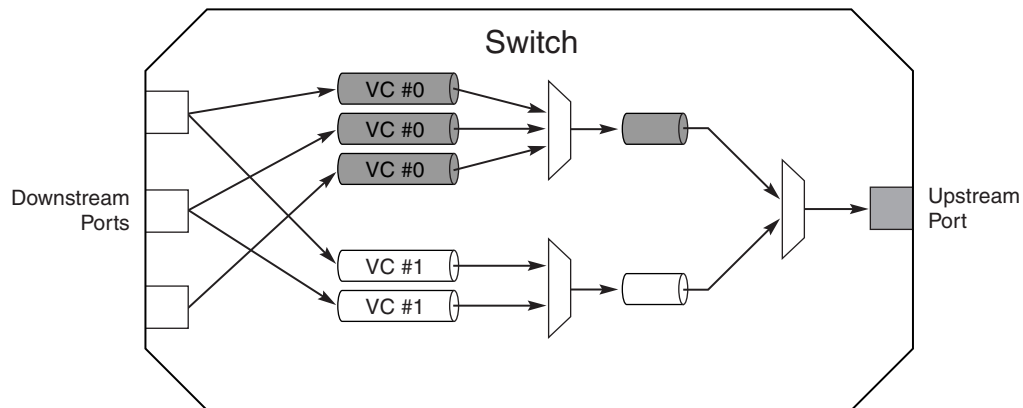 Switch
VC #0
VC #0
VC #0
Downstream
Ports
Upstream
Port
VC #1
VC #1